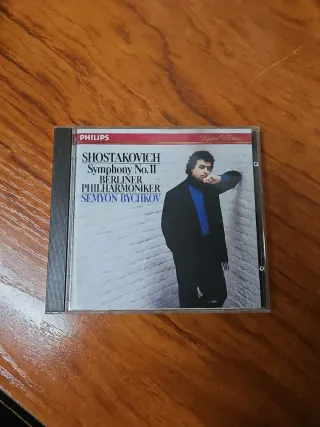 PHILIPS
Digital Classics
SHOSTAKOVICH
Symphony No.11
BERLINER
PHILHARMONIKER
SEMYON BYCHKOV